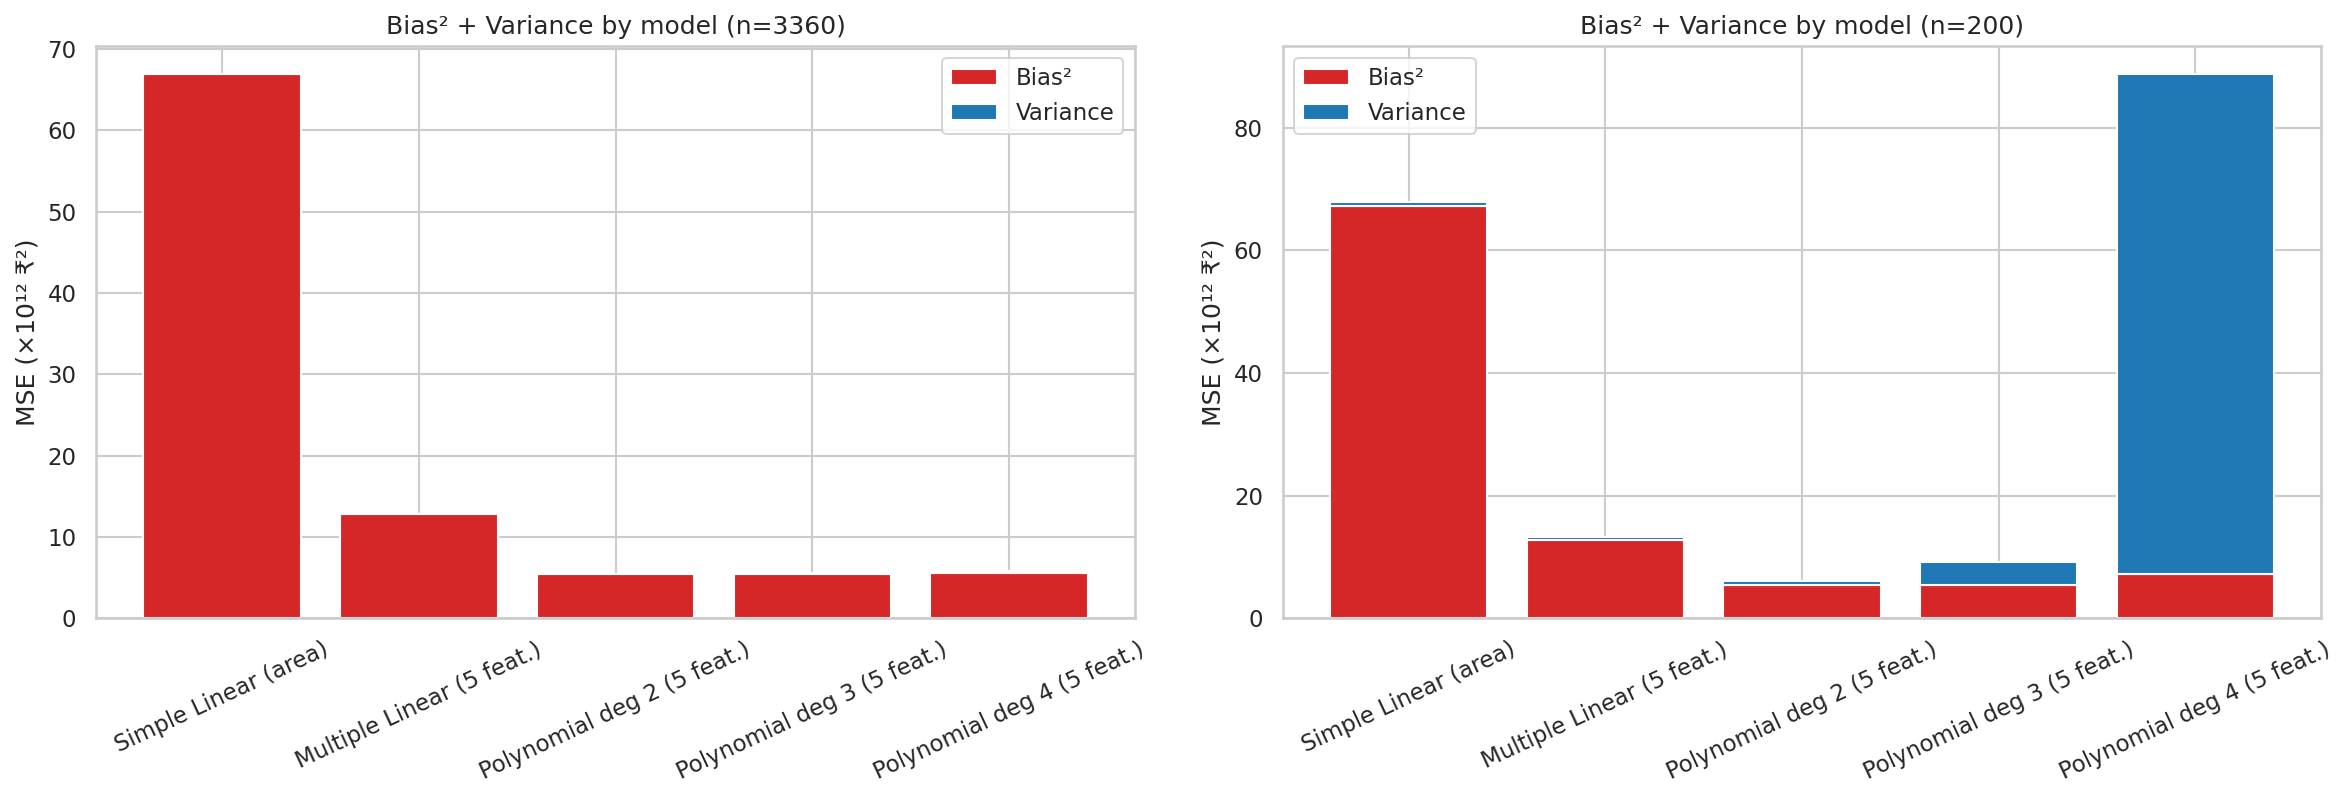 Bias² + Variance by model (n=3360)
MSE (×10¹² ₹²)
70
60
50
40
30
20
10
0
Bias²
Variance
Simple Linear (area)
Multiple Linear (5 feat.)
Polynomial deg 2 (5 feat.)
Polynomial deg 3 (5 feat.)
Polynomial deg 4 (5 feat.)
Bias² + Variance by model (n=200)
MSE (×10¹² ₹²)
80
60
40
20
0
Bias²
Variance
Simple Linear (area)
Multiple Linear (5 feat.)
Polynomial deg 2 (5 feat.)
Polynomial deg 3 (5 feat.)
Polynomial deg 4 (5 feat.)